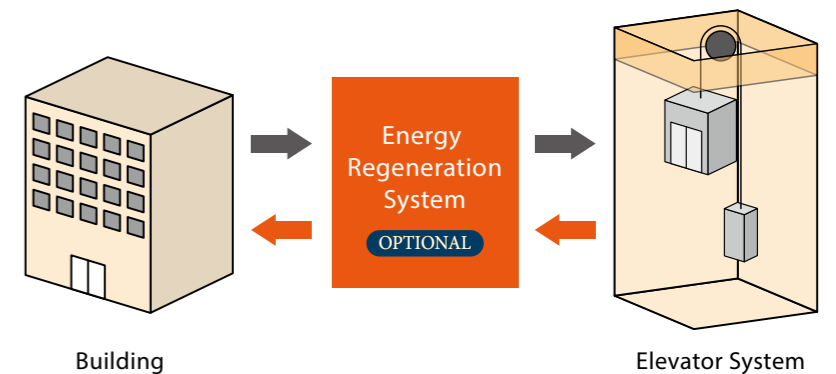 Energy
Regeneration
System
OPTIONAL
Building
Elevator System